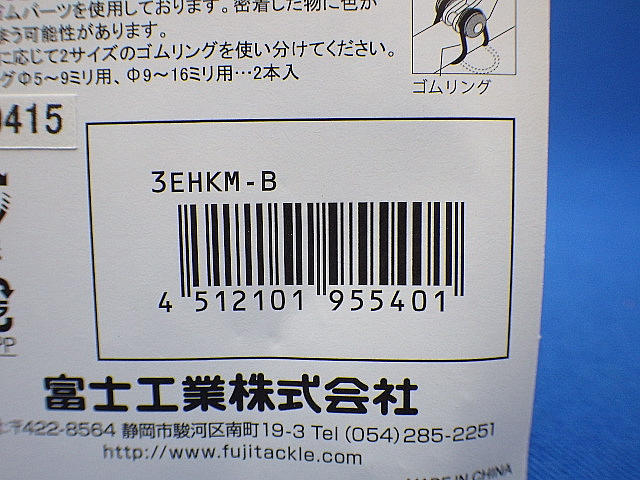 ゴムパーツを使用しております。密着した物に色が
まう可能性があります。
に応じて2サイズのゴムリングを使い分けてください。
グΦ5~9ミリ用、Φ9~16ミリ用…2本入
ゴムリング
0415
3EHKM-B
4 512101 955401
PP
富士工業株式会社
〒422-8564 静岡市駿河区南町19-3 Tel (054) 285-2251
http://www.fujitackle.com
MADE IN CHINA